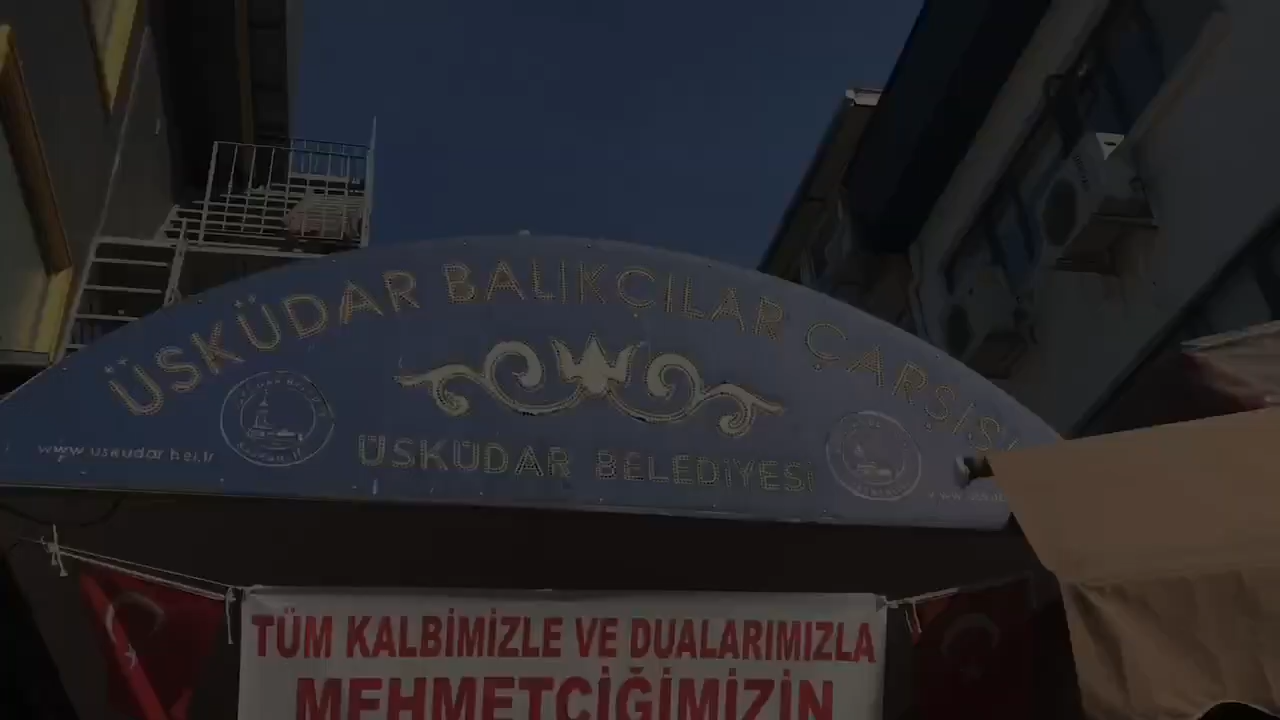 ÜSKÜDAR BALIKÇILAR ÇARŞISI
www.uskudar.bel.tr
ÜSKÜDAR BELEDİYESİ
TÜM KALBİMİZLE VE DUALARIMIZLA
MEHMETÇİĞİMİZİN